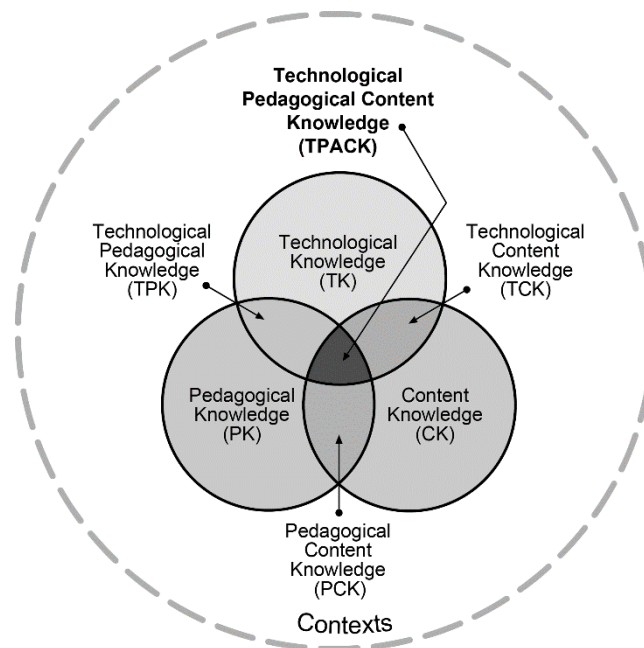 Technological
Pedagogical Content
Knowledge
(TPACK)
Technological
Pedagogical
Knowledge
(TPK)
Technological
Knowledge
(TK)
Technological
Content
Knowledge
(TCK)
Pedagogical
Knowledge
(PK)
Content
Knowledge
(CK)
Pedagogical
Content
Knowledge
(PCK)
Contexts